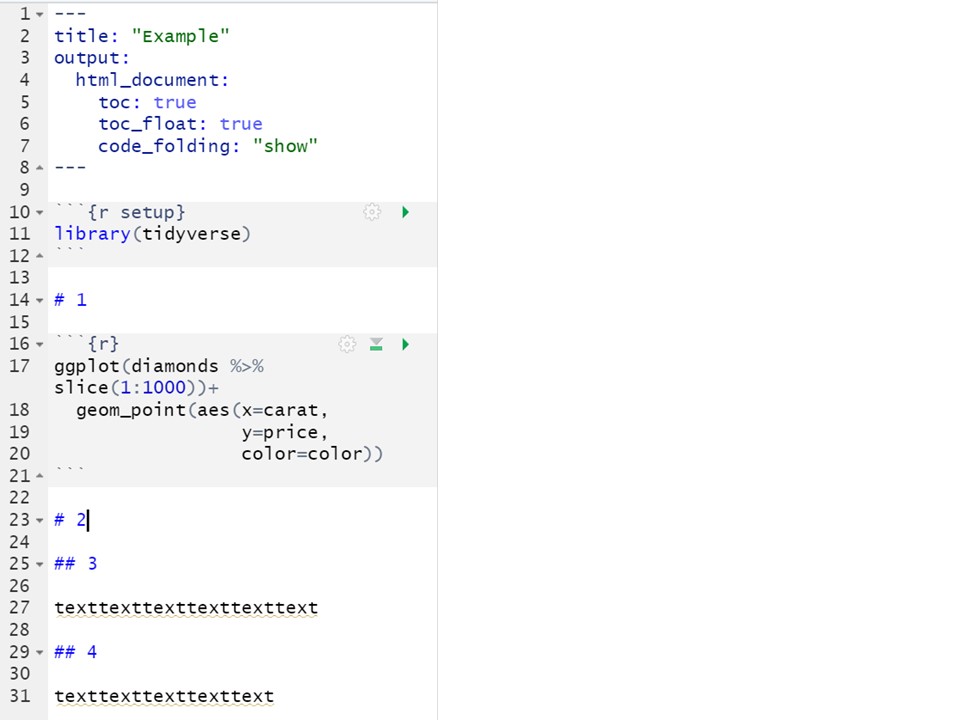 1 ---
2 title: "Example"
3 output:
4   html_document:
5     toc: true
6     toc_float: true
7     code_folding: "show"
8 ---
9
10 ```{r setup}
11 library(tidyverse)
12 ```
13
14 # 1
15
16 ```{r}
17 ggplot(diamonds %>%
slice(1:1000))+
18   geom_point(aes(x=carat,
19                  y=price,
20                  color=color))
21 ```
22
23 # 2
24
25 ## 3
26
27 texttexttexttexttexttext
28
29 ## 4
30
31 texttexttexttexttext